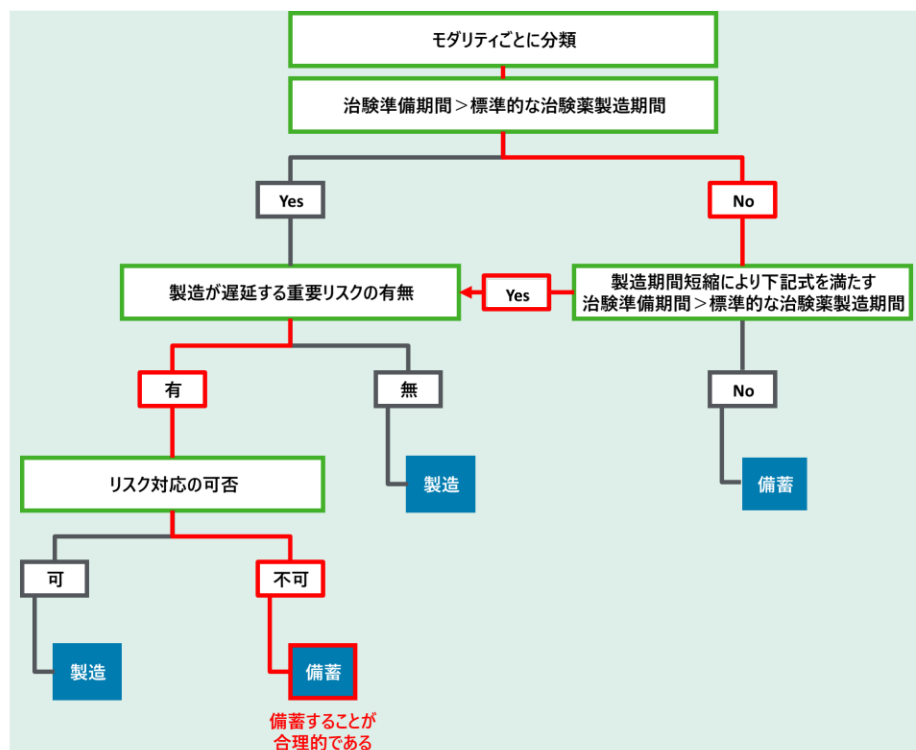 モダリティごとに分類
治験準備期間＞標準的な治験薬製造期間
Yes
No
製造が遅延する重要リスクの有無
Yes
製造期間短縮により下記式を満たす
治験準備期間＞標準的な治験薬製造期間
有
無
No
リスク対応の可否
製造
備蓄
可
不可
製造
備蓄
備蓄することが
合理的である